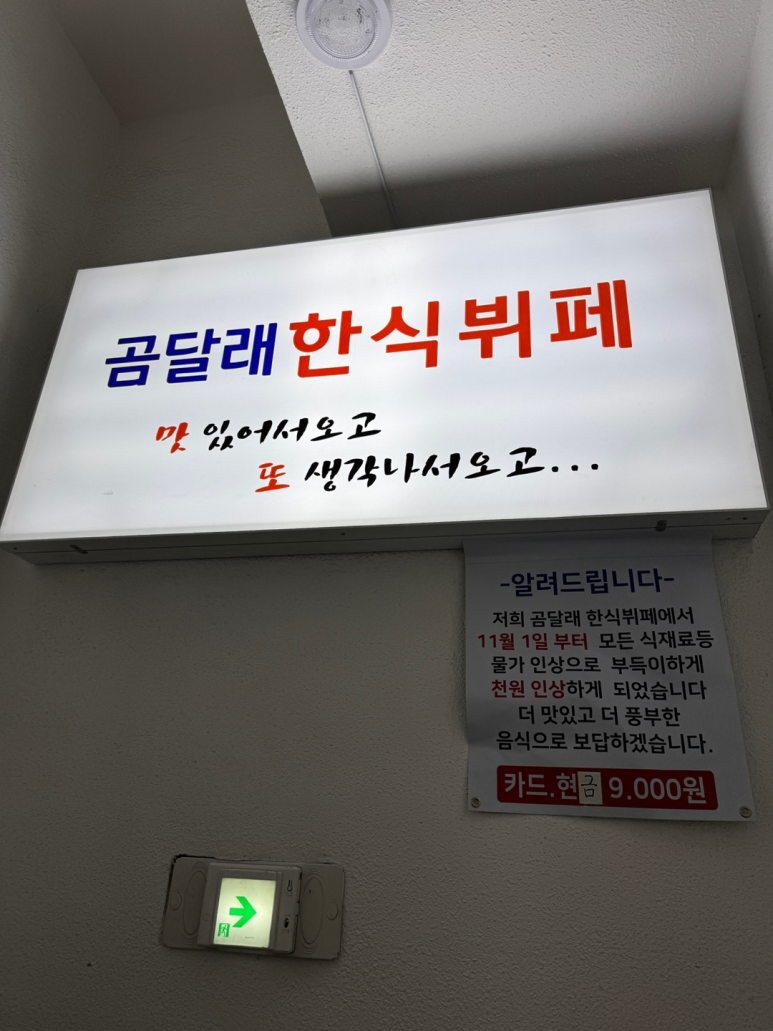 곰달래한식뷔페
맛있어서오고
또 생각나서오고...
-알려드립니다-
저희 곰달래 한식뷔페에서
11월 1일 부터 모든 식재료등
물가 인상으로 부득이하게
천원 인상하게 되었습니다
더 맛있고 더 풍부한
음식으로 보답하겠습니다.
카드.현금 9.000원